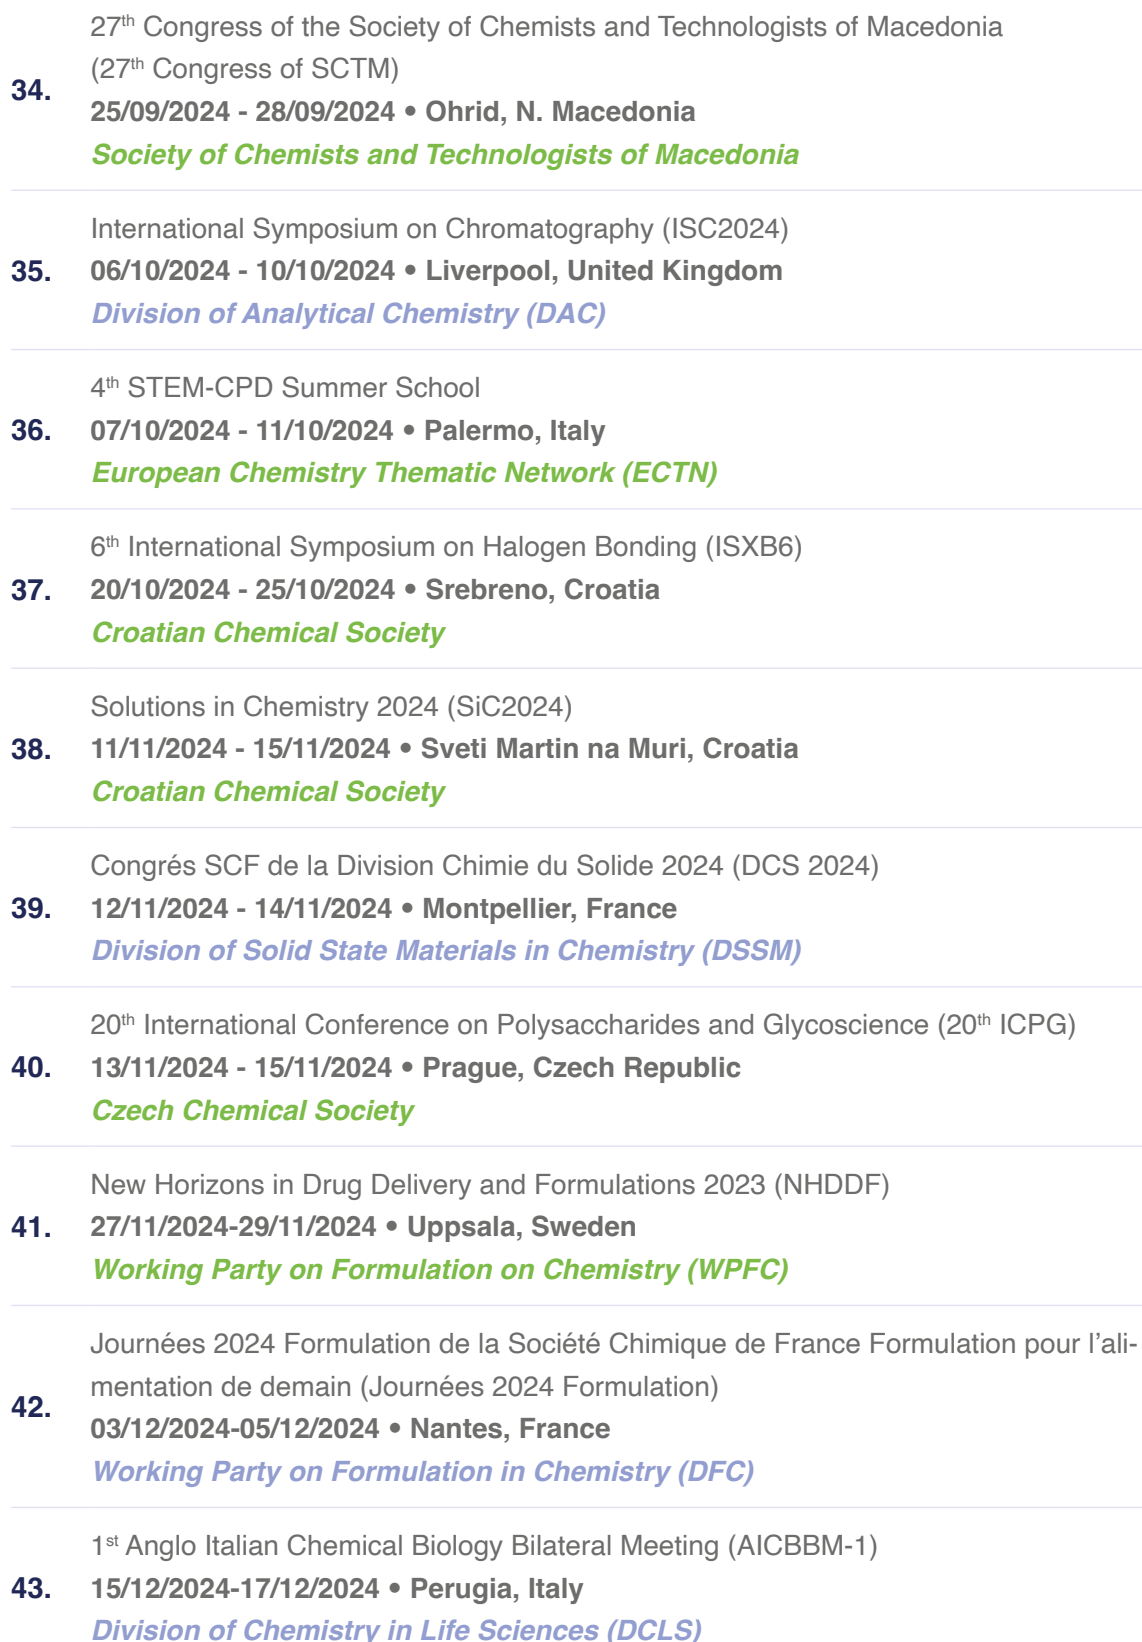 27th Congress of the Society of Chemists and Technologists of Macedonia
(27th Congress of SCTM)
34.
25/09/2024 - 28/09/2024 • Ohrid, N. Macedonia
Society of Chemists and Technologists of Macedonia
International Symposium on Chromatography (ISC2024)
35. 06/10/2024 - 10/10/2024 • Liverpool, United Kingdom
Division of Analytical Chemistry (DAC)
4th STEM-CPD Summer School
36. 07/10/2024 - 11/10/2024 • Palermo, Italy
European Chemistry Thematic Network (ECTN)
6th International Symposium on Halogen Bonding (ISXB6)
37. 20/10/2024 - 25/10/2024 • Srebreno, Croatia
Croatian Chemical Society
Solutions in Chemistry 2024 (SiC2024)
38. 11/11/2024 - 15/11/2024 • Sveti Martin na Muri, Croatia
Croatian Chemical Society
Congrés SCF de la Division Chimie du Solide 2024 (DCS 2024)
39. 12/11/2024 - 14/11/2024 • Montpellier, France
Division of Solid State Materials in Chemistry (DSSM)
20th International Conference on Polysaccharides and Glycoscience (20th ICPG)
40. 13/11/2024 - 15/11/2024 • Prague, Czech Republic
Czech Chemical Society
New Horizons in Drug Delivery and Formulations 2023 (NHDDF)
41. 27/11/2024-29/11/2024 • Uppsala, Sweden
Working Party on Formulation on Chemistry (WPFC)
Journées 2024 Formulation de la Société Chimique de France Formulation pour l’ali-
mentation de demain (Journées 2024 Formulation)
42.
03/12/2024-05/12/2024 • Nantes, France
Working Party on Formulation in Chemistry (DFC)
1st Anglo Italian Chemical Biology Bilateral Meeting (AICBBM-1)
43. 15/12/2024-17/12/2024 • Perugia, Italy
Division of Chemistry in Life Sciences (DCLS)